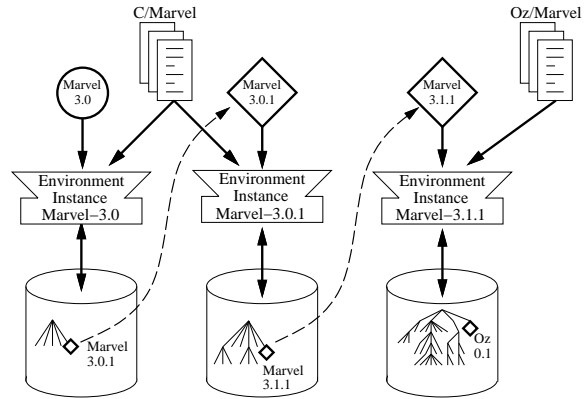 C/Marvel
Oz/Marvel
Marvel
3.0
Marvel
3.0.1
Marvel
3.1.1
Environment
Instance
Marvel−3.0
Environment
Instance
Marvel−3.0.1
Environment
Instance
Marvel−3.1.1
Marvel
3.0.1
Marvel
3.1.1
Oz
0.1